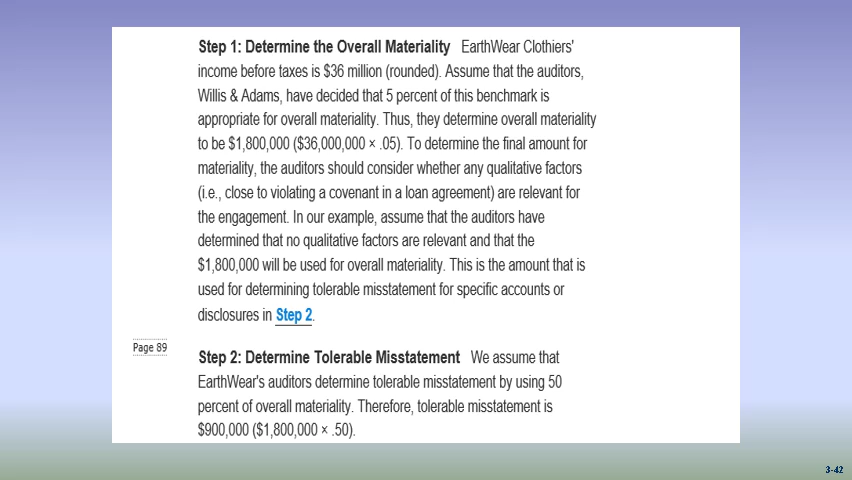 Step 1: Determine the Overall Materiality EarthWear Clothiers'
income before taxes is $36 million (rounded). Assume that the auditors,
Willis & Adams, have decided that 5 percent of this benchmark is
appropriate for overall materiality. Thus, they determine overall materiality
to be $1,800,000 ($36,000,000 × .05). To determine the final amount for
materiality, the auditors should consider whether any qualitative factors
(i.e., close to violating a covenant in a loan agreement) are relevant for
the engagement. In our example, assume that the auditors have
determined that no qualitative factors are relevant and that the
$1,800,000 will be used for overall materiality. This is the amount that is
used for determining tolerable misstatement for specific accounts or
disclosures in Step 2.
Page 89
Step 2: Determine Tolerable Misstatement We assume that
EarthWear's auditors determine tolerable misstatement by using 50
percent of overall materiality. Therefore, tolerable misstatement is
$900,000 ($1,800,000 × .50).
3-42